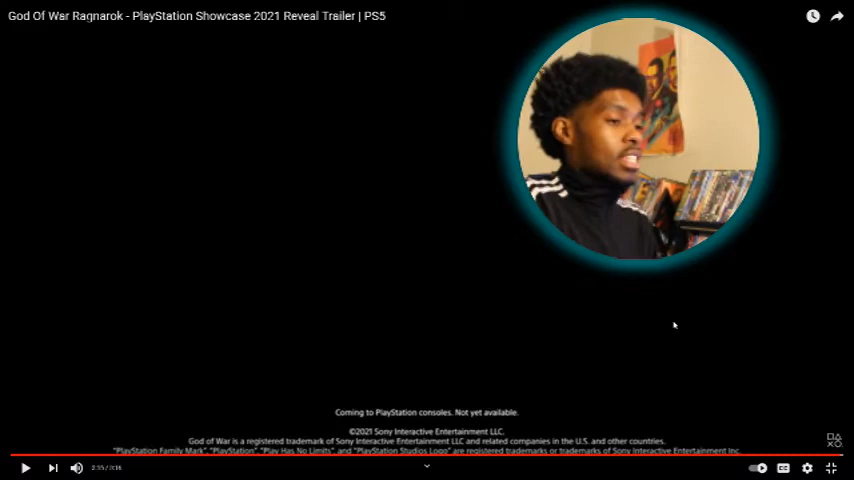 God Of War Ragnarok - PlayStation Showcase 2021 Reveal Trailer | PS5
Coming to PlayStation consoles. Not yet available.
©2021 Sony Interactive Entertainment LLC.
God of War is a registered trademark of Sony Interactive Entertainment LLC and related companies in the U.S. and other countries.
"PlayStation Family Mark", "PlayStation", "Play Has No Limits", and "PlayStation Studios Logo" are registered trademarks or trademarks of Sony Interactive Entertainment Inc.
CC